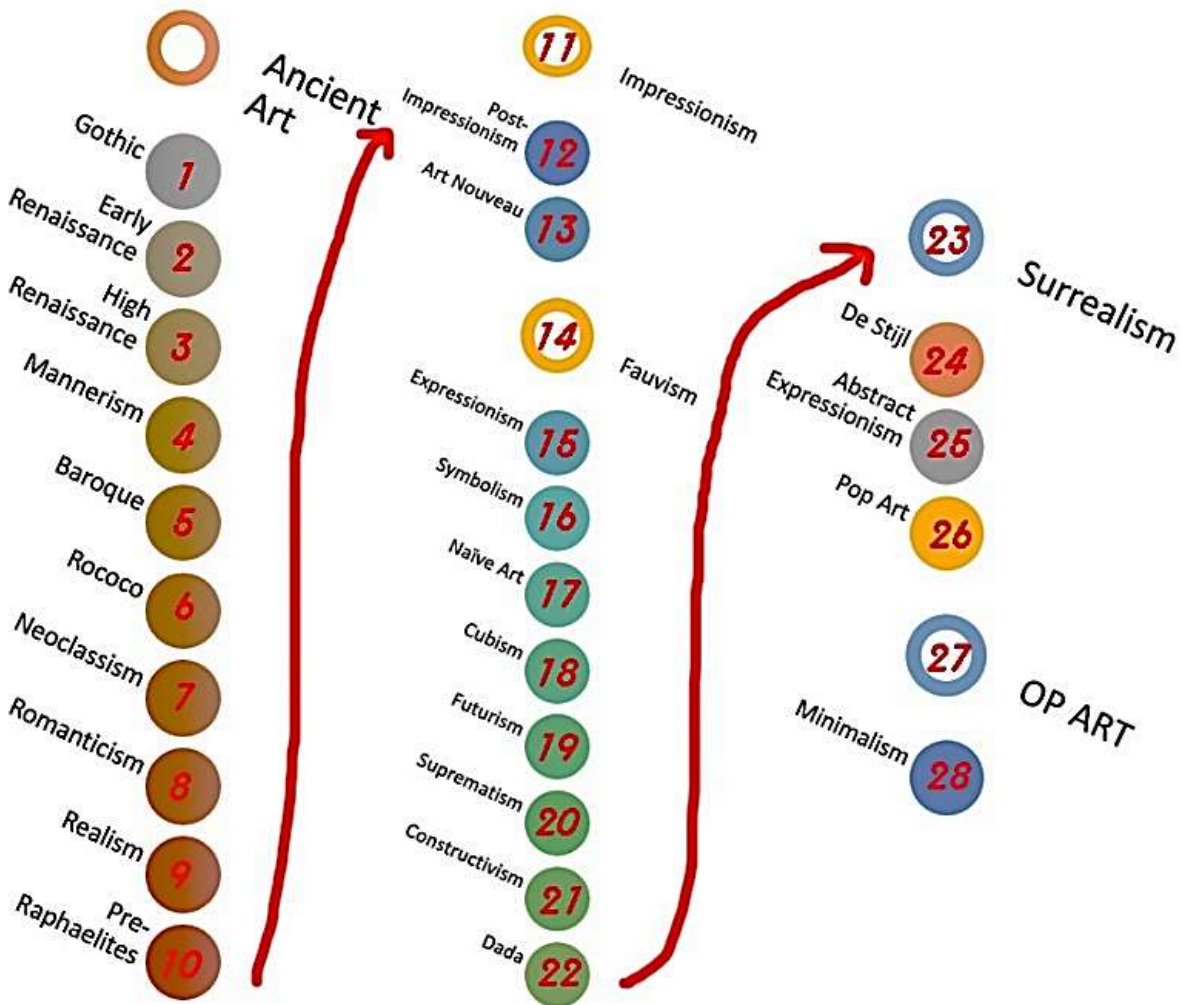 Ancient
Art
Gothic
1
Early
Renaissance
2
High
Renaissance
3
Mannerism
4
Baroque
5
Rococo
6
Neoclassism
7
Romanticism
8
Realism
9
Pre-
Raphaelites
10
11
Impressionism
Post-
Impressionism
12
Art Nouveau
13
14
Fauvism
Expressionism
15
Symbolism
16
Naïve Art
17
Cubism
18
Futurism
19
Suprematism
20
Constructivism
21
Dada
22
23
Surrealism
De Stijl
24
Abstract
Expressionism
25
Pop Art
26
27
OP ART
Minimalism
28